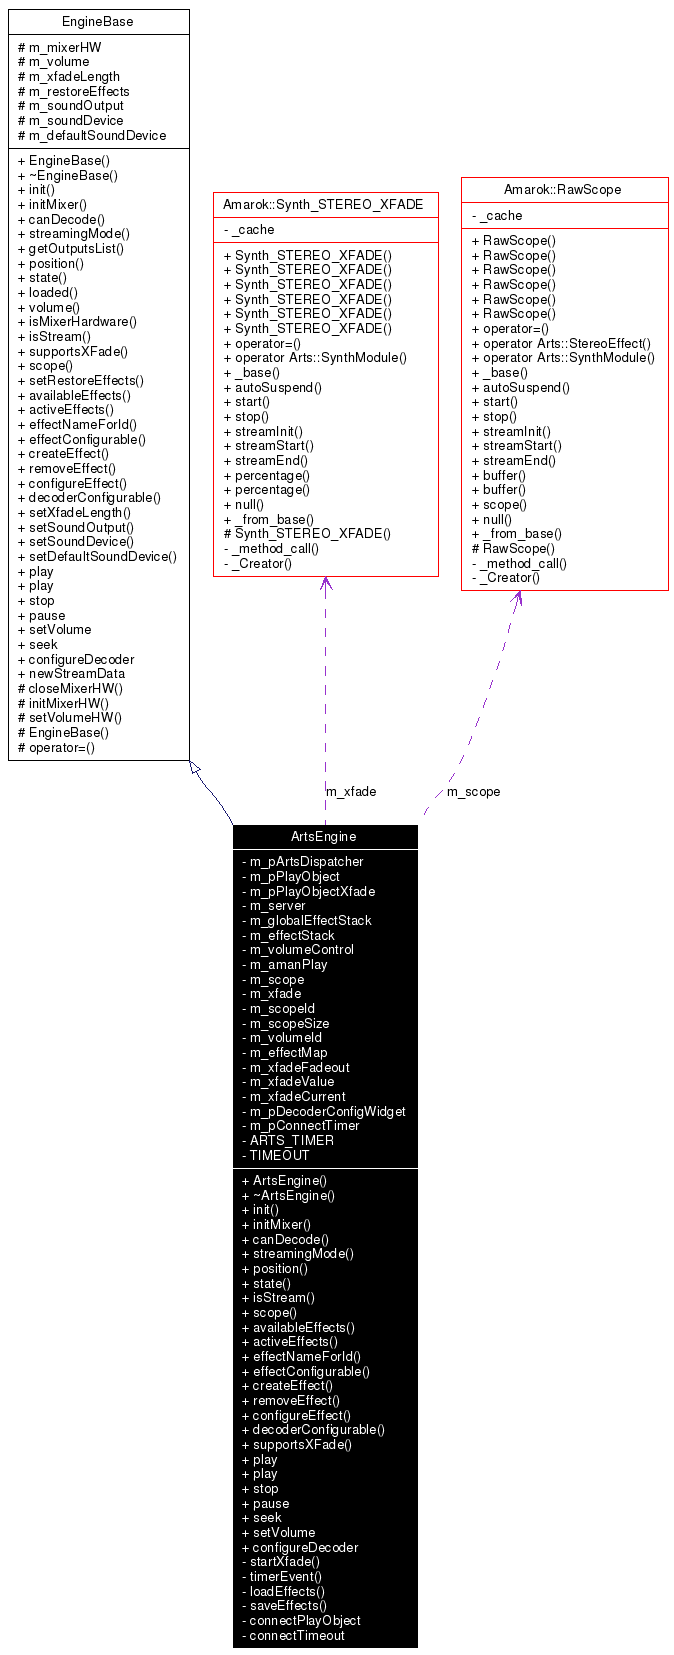 EngineBase
# m_mixerHW
# m_volume
# m_xfadeLength
# m_restoreEffects
# m_soundOutput
# m_soundDevice
# m_defaultSoundDevice
+ EngineBase()
+ ~EngineBase()
+ init()
+ initMixer()
+ canDecode()
+ streamingMode()
+ getOutputsList()
+ position()
+ state()
+ loaded()
+ volume()
+ isMixerHardware()
+ isStream()
+ supportsXFade()
+ scope()
+ setRestoreEffects()
+ availableEffects()
+ activeEffects()
+ effectNameForId()
+ effectConfigurable()
+ createEffect()
+ removeEffect()
+ configureEffect()
+ decoderConfigurable()
+ setXfadeLength()
+ setSoundOutput()
+ setSoundDevice()
+ setDefaultSoundDevice()
+ play
+ play
+ stop
+ pause
+ setVolume
+ seek
+ configureDecoder
+ newStreamData
# closeMixerHW()
# initMixerHW()
# setVolumeHW()
# EngineBase()
# operator=()
Amarok::Synth_STEREO_XFADE
- _cache
+ Synth_STEREO_XFADE()
+ Synth_STEREO_XFADE()
+ Synth_STEREO_XFADE()
+ Synth_STEREO_XFADE()
+ Synth_STEREO_XFADE()
+ Synth_STEREO_XFADE()
+ operator=()
+ operator Arts::SynthModule()
+ _base()
+ autoSuspend()
+ start()
+ stop()
+ streamInit()
+ streamStart()
+ streamEnd()
+ percentage()
+ percentage()
+ null()
+ _from_base()
# Synth_STEREO_XFADE()
- _method_call()
- _Creator()
Amarok::RawScope
- _cache
+ RawScope()
+ RawScope()
+ RawScope()
+ RawScope()
+ RawScope()
+ RawScope()
+ operator=()
+ operator Arts::StereoEffect()
+ operator Arts::SynthModule()
+ _base()
+ autoSuspend()
+ start()
+ stop()
+ streamInit()
+ streamStart()
+ streamEnd()
+ buffer()
+ buffer()
+ scope()
+ null()
+ _from_base()
# RawScope()
- _method_call()
- _Creator()
m_xfade
m_scope
ArtsEngine
- m_pArtsDispatcher
- m_pPlayObject
- m_pPlayObjectXfade
- m_server
- m_globalEffectStack
- m_effectStack
- m_volumeControl
- m_amanPlay
- m_scope
- m_xfade
- m_scopeId
- m_scopeSize
- m_volumeId
- m_effectMap
- m_xfadeFadeout
- m_xfadeValue
- m_xfadeCurrent
- m_pDecoderConfigWidget
- m_pConnectTimer
- ARTS_TIMER
- TIMEOUT
+ ArtsEngine()
+ ~ArtsEngine()
+ init()
+ initMixer()
+ canDecode()
+ streamingMode()
+ position()
+ state()
+ isStream()
+ scope()
+ availableEffects()
+ activeEffects()
+ effectNameForId()
+ effectConfigurable()
+ createEffect()
+ removeEffect()
+ configureEffect()
+ decoderConfigurable()
+ supportsXFade()
+ play
+ play
+ stop
+ pause
+ seek
+ setVolume
+ configureDecoder
- startXfade()
- timerEvent()
- loadEffects()
- saveEffects()
- connectPlayObject
- connectTimeout